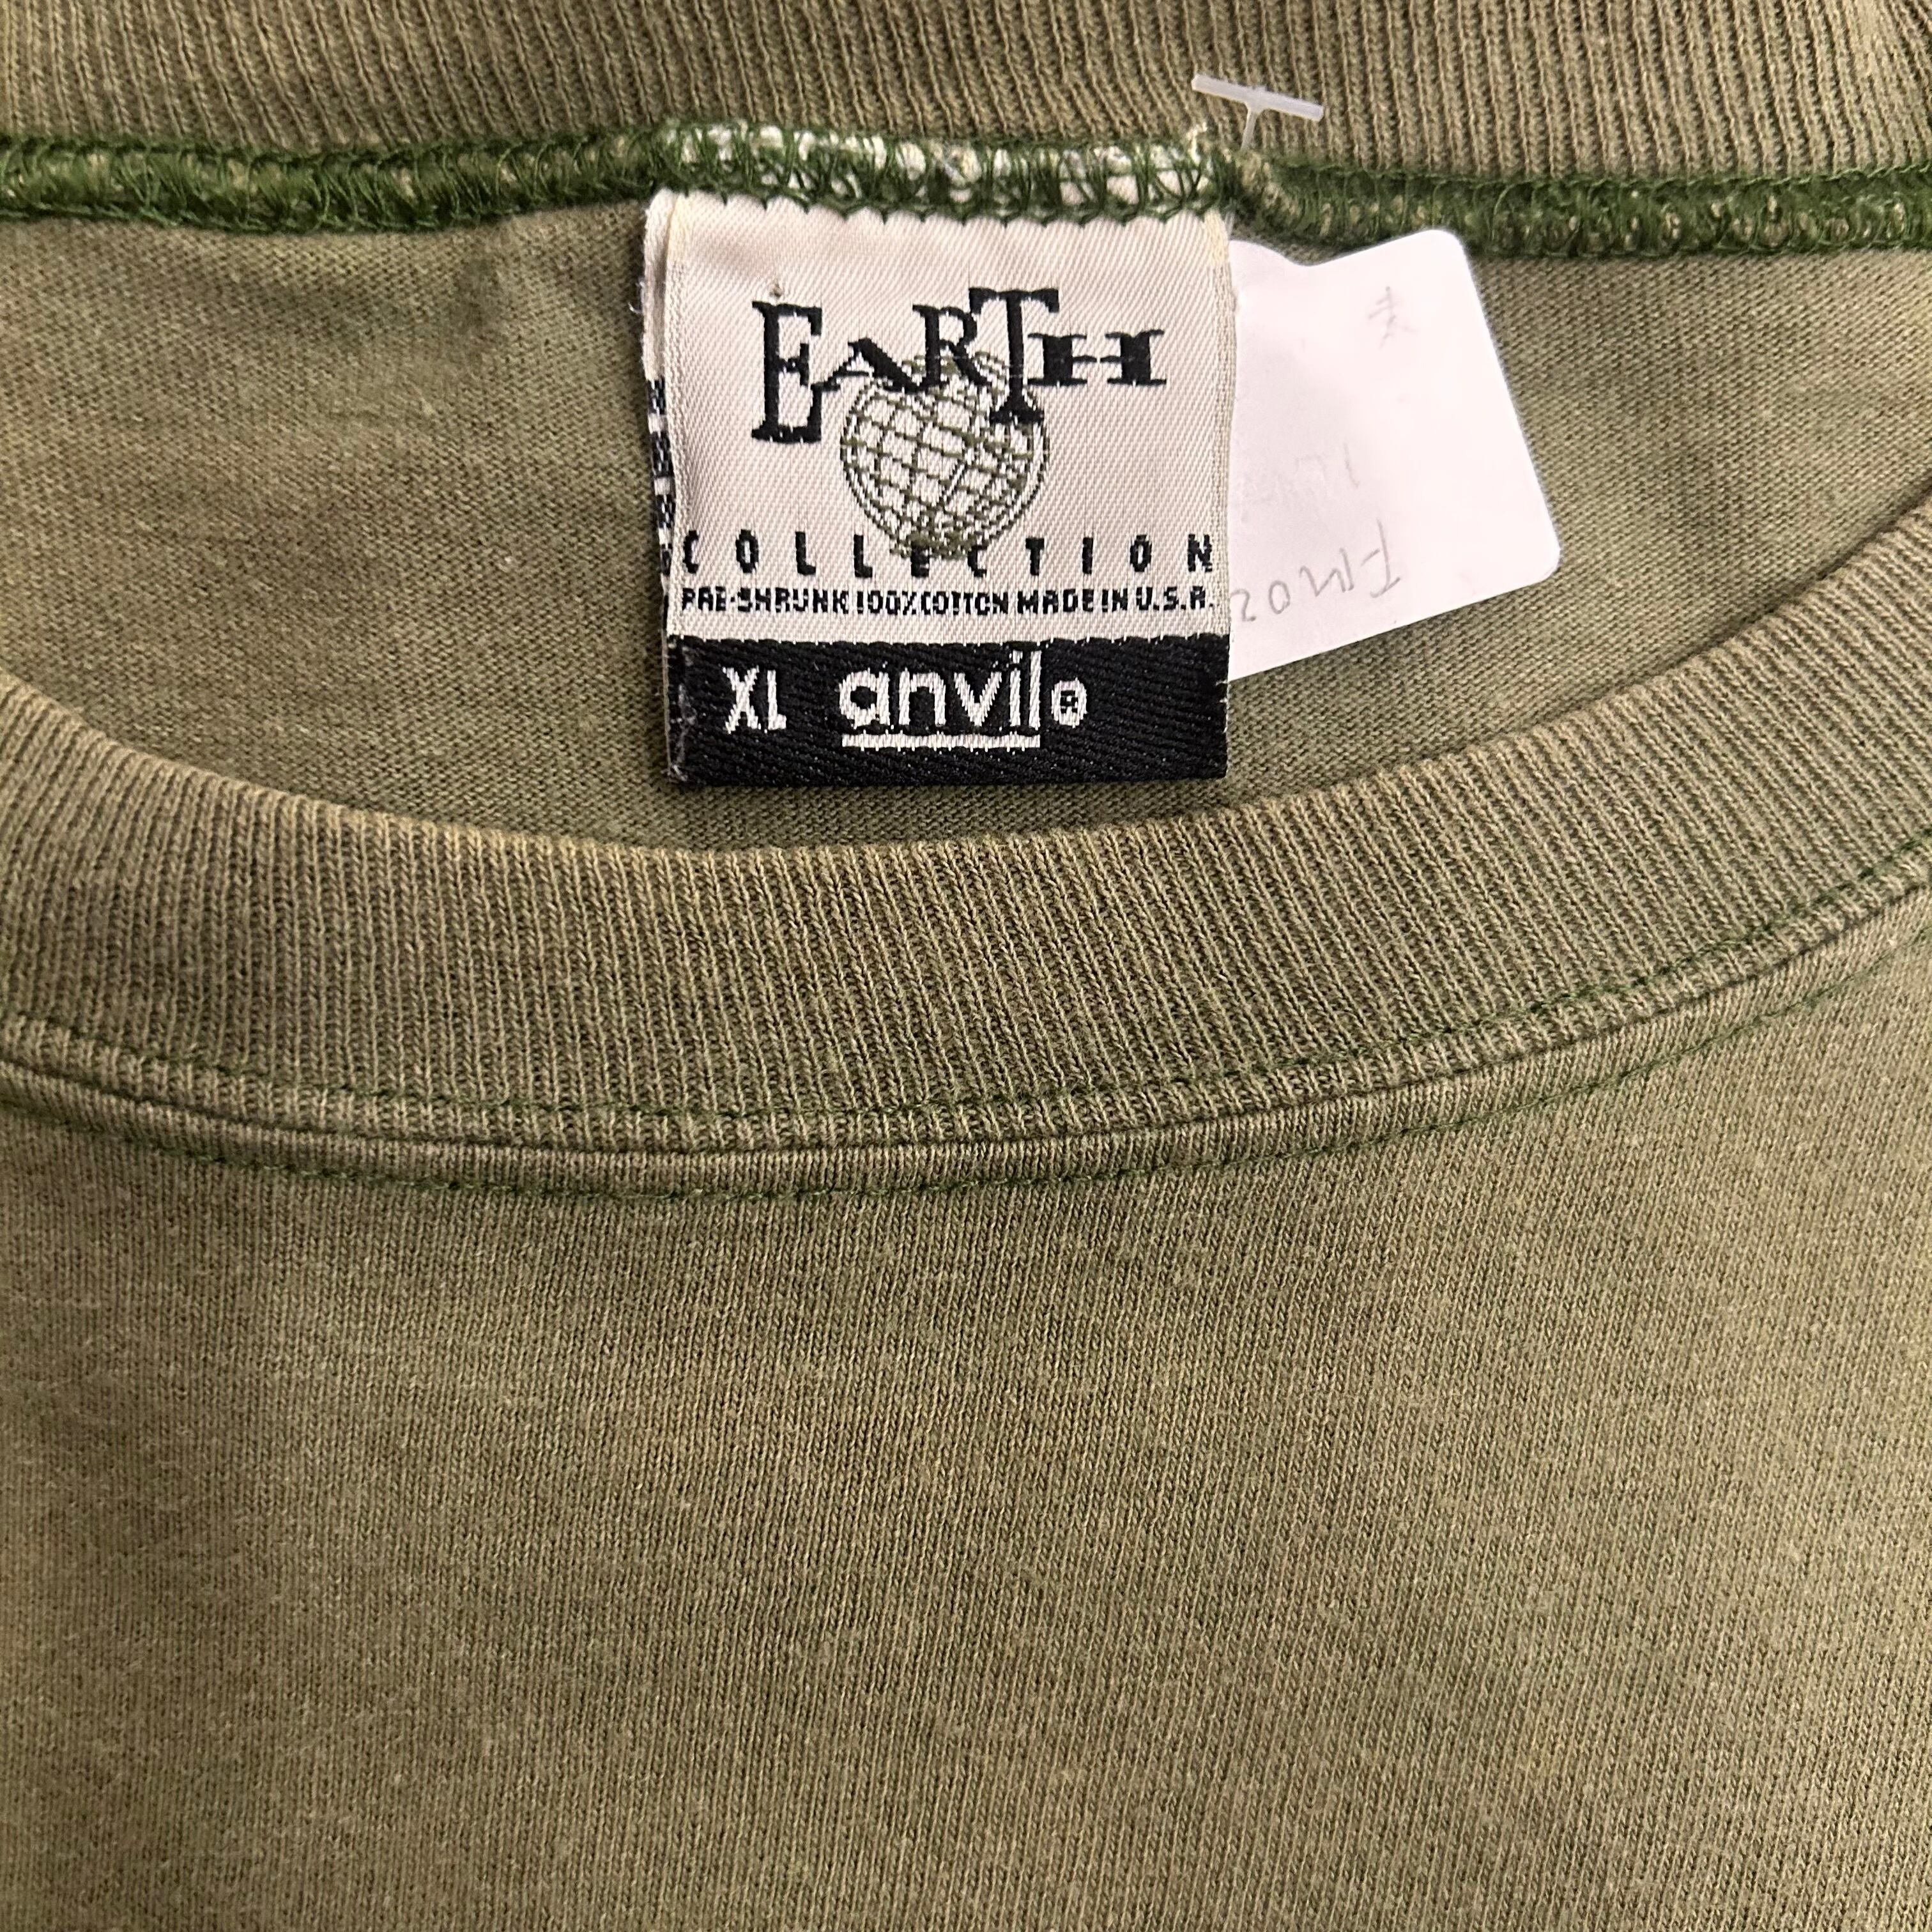 EARTH
COLLECTION
PRE-SHRUNK 100% COTTON MADE IN U.S.A.
XL anvil®